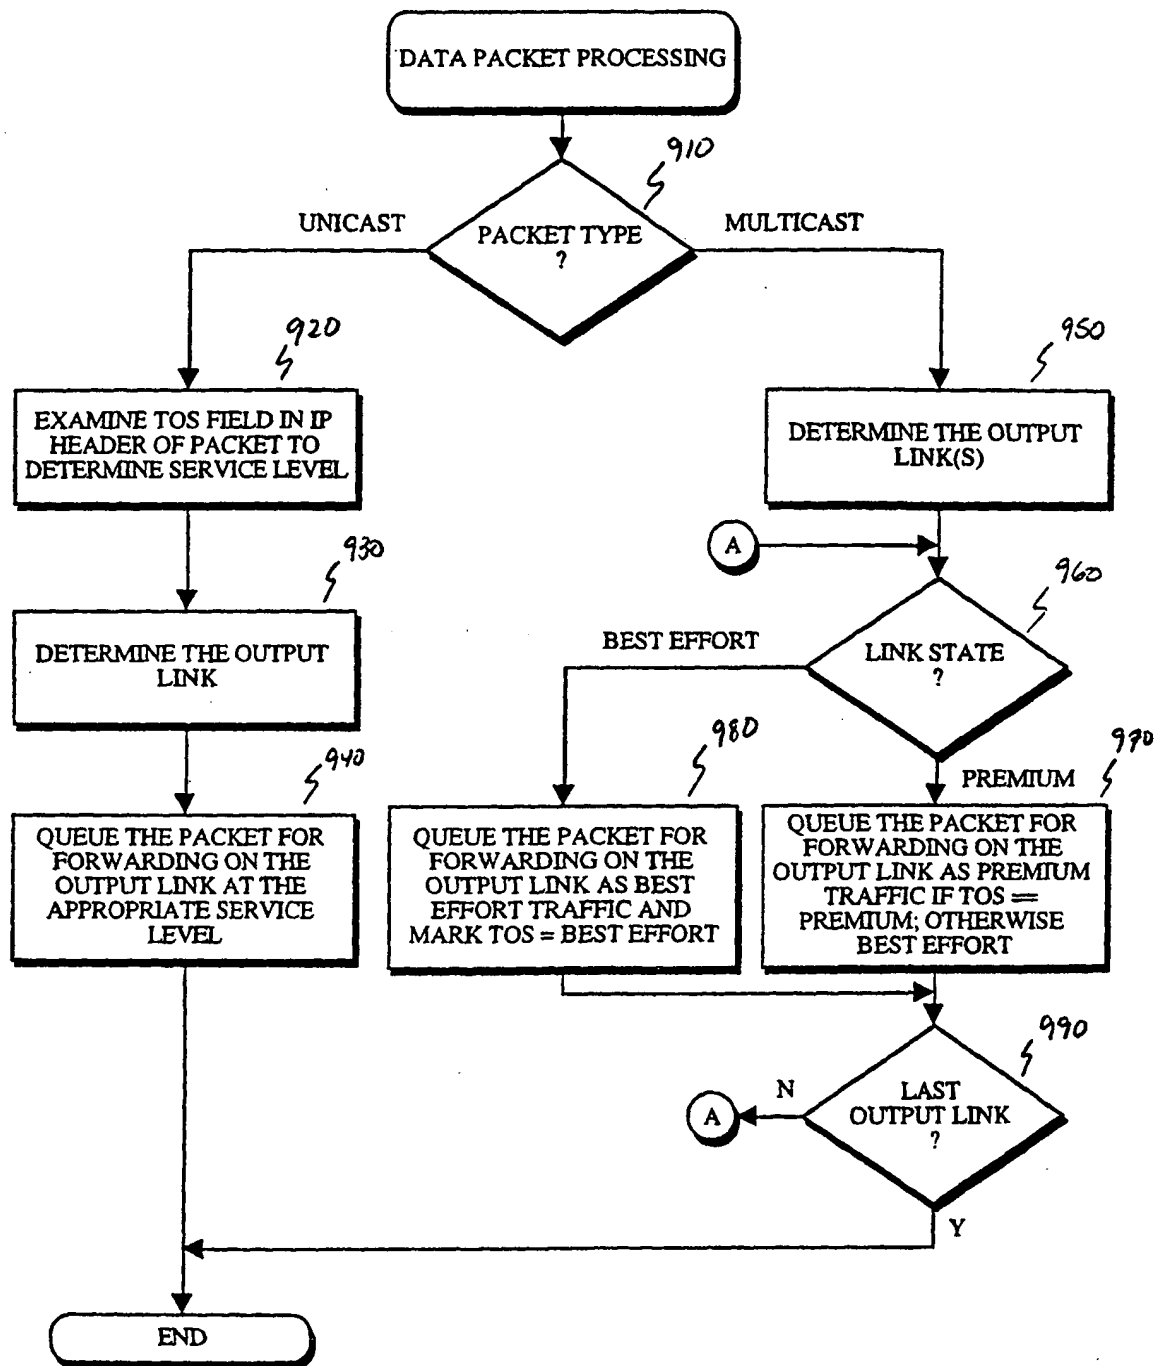 DATA PACKET PROCESSING
910
UNICAST
PACKET TYPE
?
MULTICAST
920
EXAMINE TOS FIELD IN IP
HEADER OF PACKET TO
DETERMINE SERVICE LEVEL
950
DETERMINE THE OUTPUT
LINK(S)
A
930
DETERMINE THE OUTPUT
LINK
960
BEST EFFORT
LINK STATE
?
PREMIUM
940
QUEUE THE PACKET FOR
FORWARDING ON THE
OUTPUT LINK AT THE
APPROPRIATE SERVICE
LEVEL
980
QUEUE THE PACKET FOR
FORWARDING ON THE
OUTPUT LINK AS BEST
EFFORT TRAFFIC AND
MARK TOS = BEST EFFORT
970
QUEUE THE PACKET FOR
FORWARDING ON THE
OUTPUT LINK AS PREMIUM
TRAFFIC IF TOS ==
PREMIUM; OTHERWISE
BEST EFFORT
990
LAST
OUTPUT LINK
?
N
A
Y
END